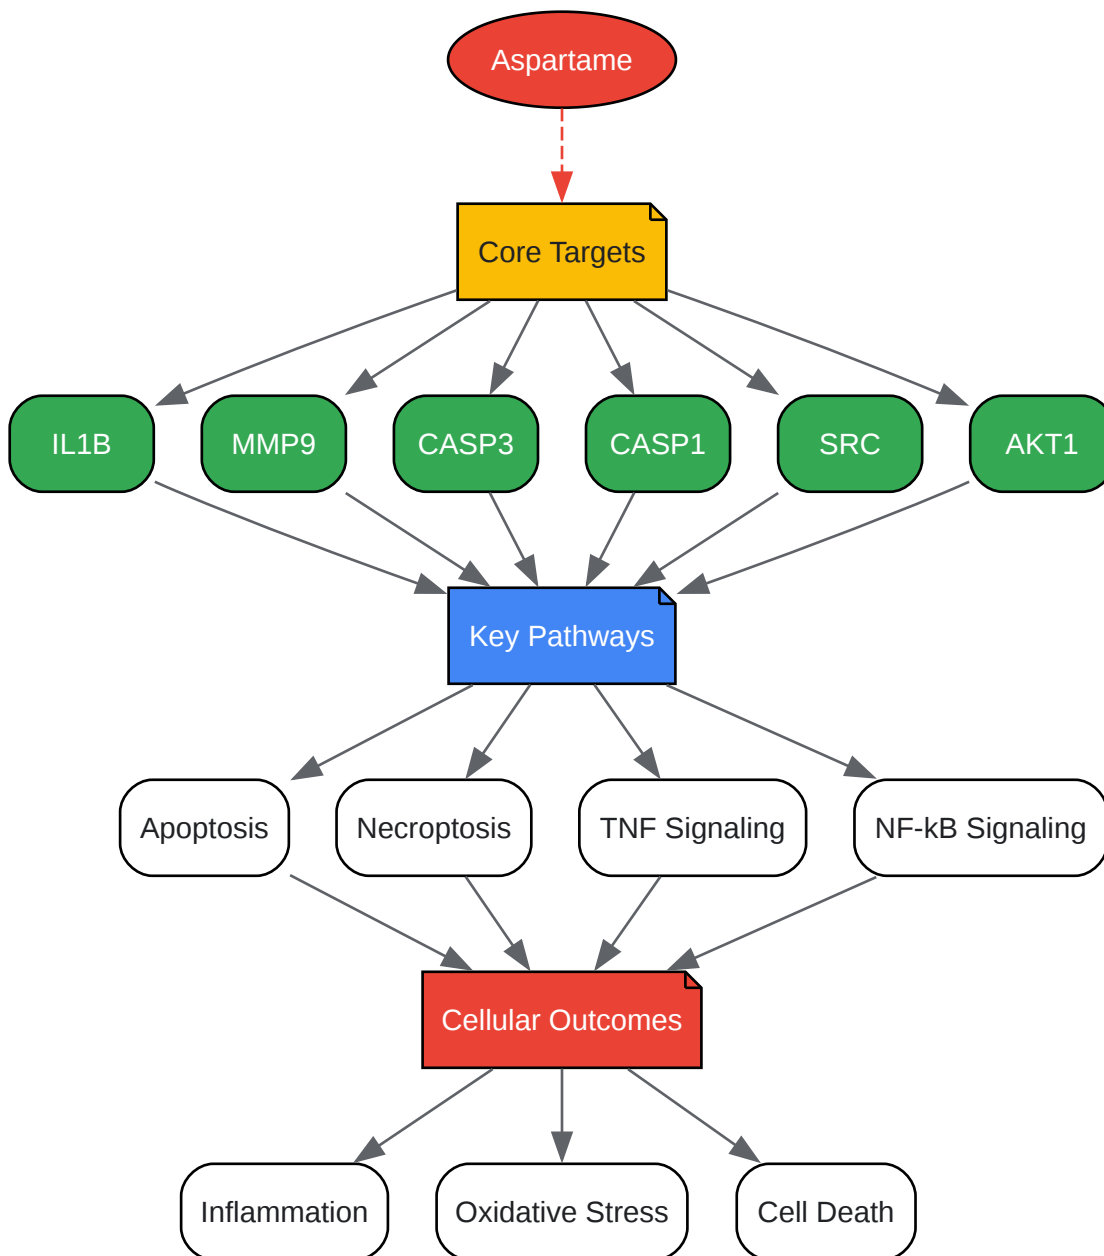 Aspartame
Core Targets
IL1B
MMP9
CASP3
CASP1
SRC
AKT1
Key Pathways
Apoptosis
Necroptosis
TNF Signaling
NF-kB Signaling
Cellular Outcomes
Inflammation
Oxidative Stress
Cell Death